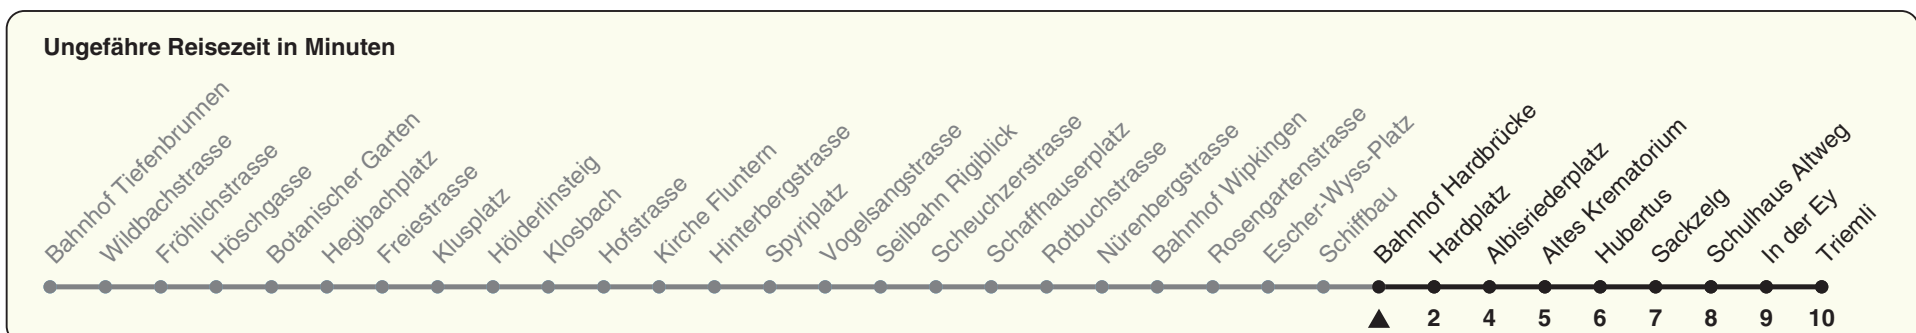 Ungefähre Reisezeit in Minuten
Bahnhof Tiefenbrunnen
Wildbachstrasse
Fröhlichstrasse
Höschgasse
Botanischer Garten
Hegibachplatz
Freiestrasse
Klusplatz
Hölderlinsteig
Klosbach
Hofstrasse
Kirche Fluntern
Hinterbergstrasse
Spyriplatz
Vogelsangstrasse
Seilbahn Rigiblick
Scheuchzerstrasse
Schaffhauserplatz
Rotbuchstrasse
Nürenbergstrasse
Bahnhof Wipkingen
Rosengartenstrasse
Escher-Wyss-Platz
Schiffbau
Bahnhof Hardbrücke
Hardplatz
Albisriederplatz
Altes Krematorium
Hubertus
Sackzelg
Schulhaus Altweg
In der Ey
Triemli
2 4 5 6 7 8 9 10